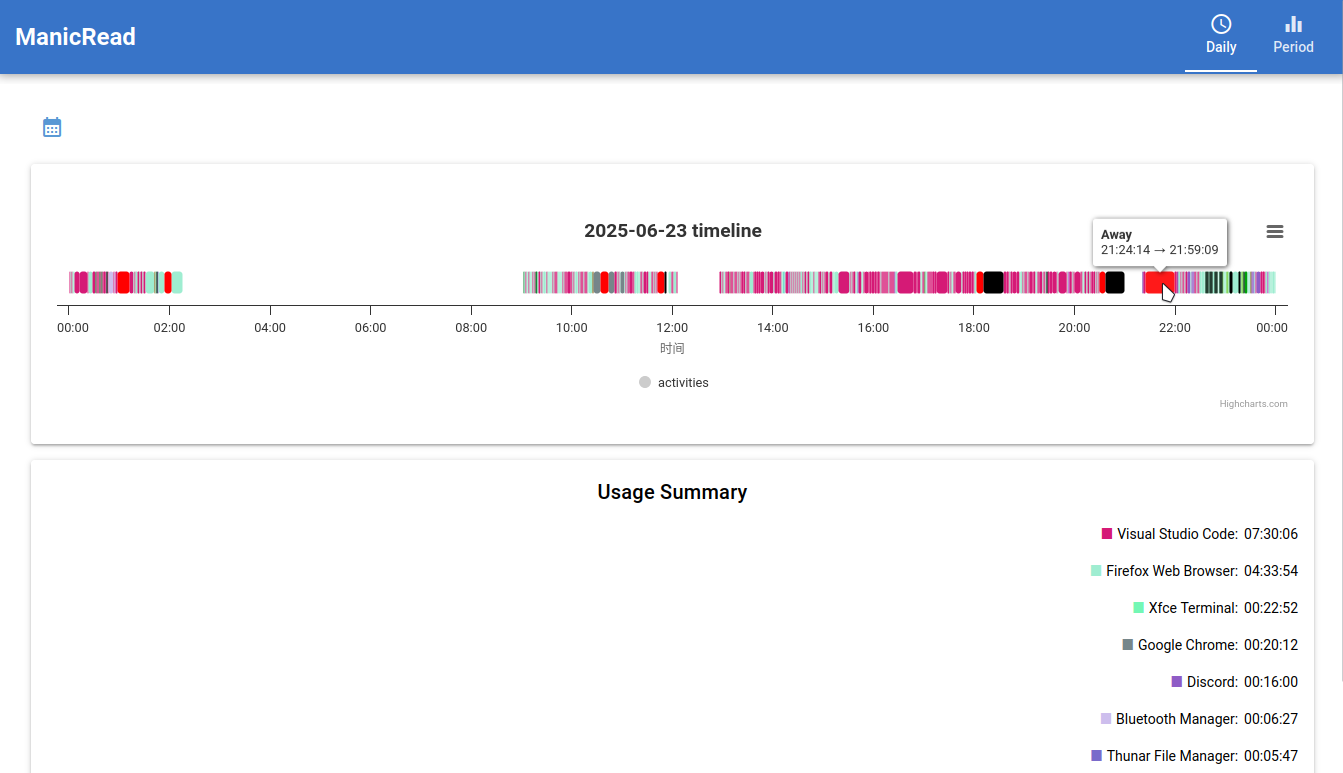 ManicRead
Daily
Period
2025-06-23 timeline
Away
21:24:14 → 21:59:09
00:00 02:00 04:00 06:00 08:00 10:00 12:00 14:00 16:00 18:00 20:00 22:00 00:00
时间
activities
Highcharts.com
Usage Summary
Visual Studio Code: 07:30:06
Firefox Web Browser: 04:33:54
Xfce Terminal: 00:22:52
Google Chrome: 00:20:12
Discord: 00:16:00
Bluetooth Manager: 00:06:27
Thunar File Manager: 00:05:47